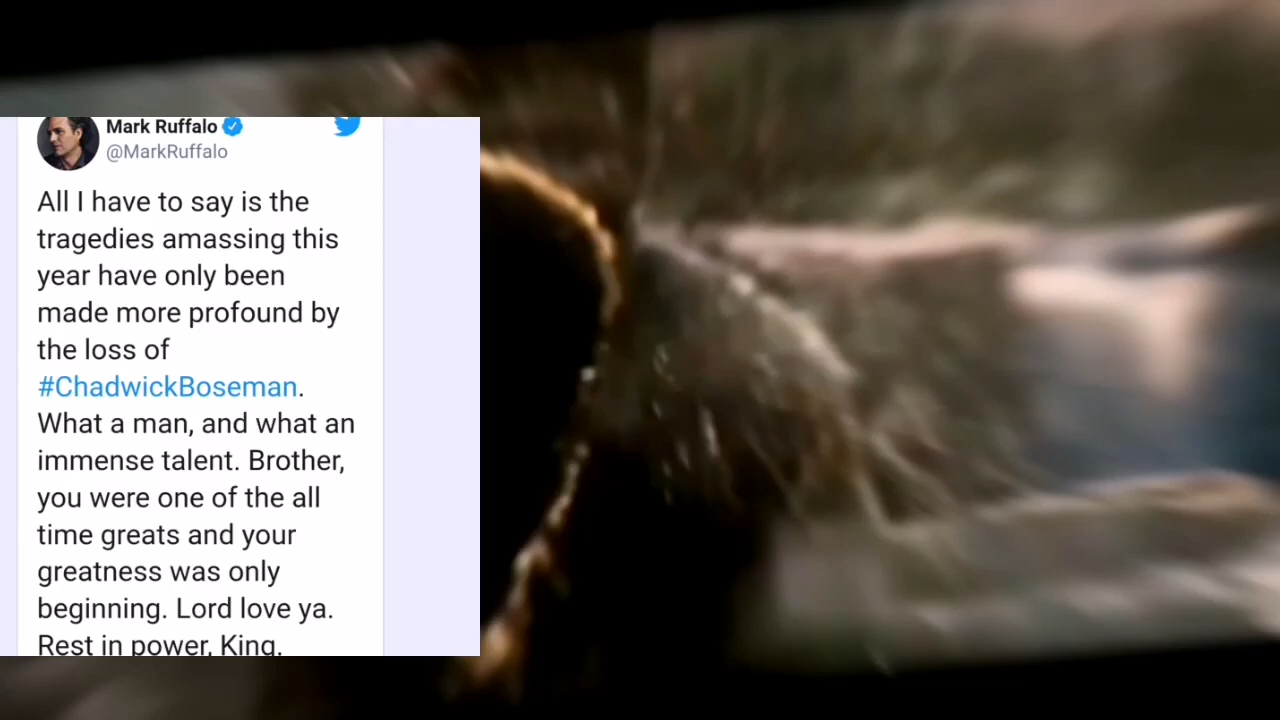 Mark Ruffalo
@MarkRuffalo
All I have to say is the
tragedies amassing this
year have only been
made more profound by
the loss of
#ChadwickBoseman.
What a man, and what an
immense talent. Brother,
you were one of the all
time greats and your
greatness was only
beginning. Lord love ya.
Rest in power, King.